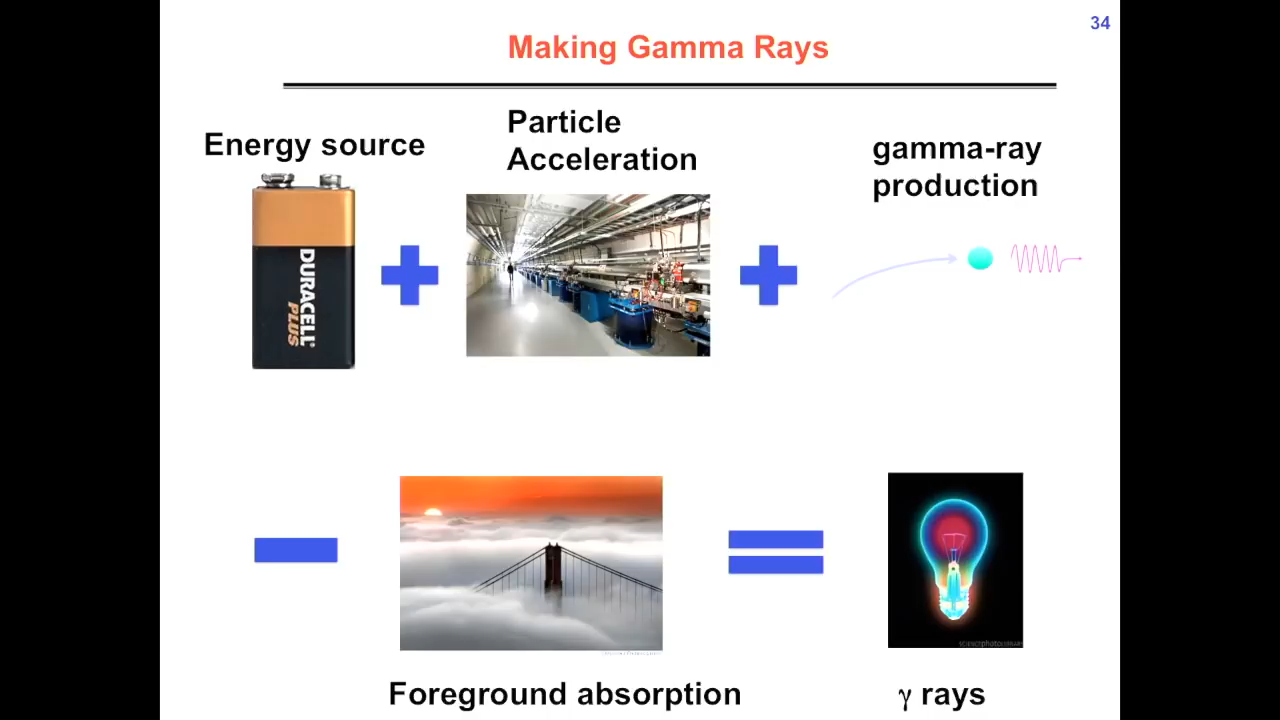 34
Making Gamma Rays
Energy source
Particle
Acceleration
gamma-ray
production
DURACELL®
PLUS
Foreground absorption
γ rays